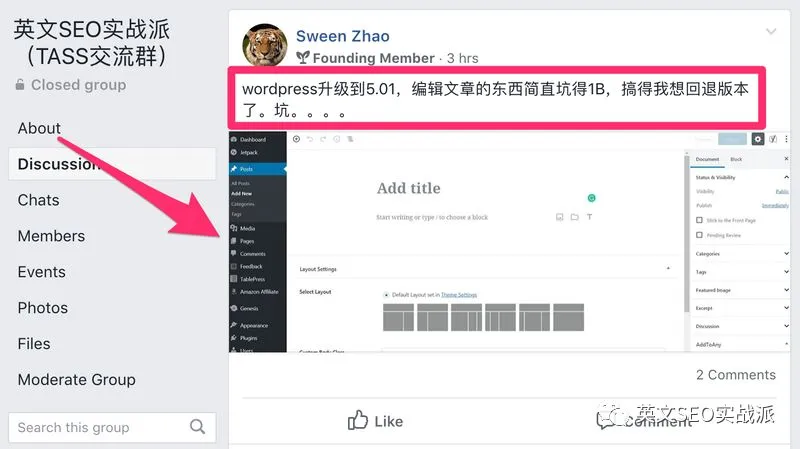 英文SEO实战派
（TASS交流群）
Closed group
About
Discussion
Chats
Members
Events
Photos
Files
Moderate Group
Search this group
Sween Zhao
Founding Member · 3 hrs
wordpress升级到5.01，编辑文章的东西简直坑得1B，搞得我想回退版本
了。坑。。。。
Dashboard
Jetpack
Posts
All Posts
Add New
Categories
Tags
Media
Pages
Comments
Feedback
TablePress
Amazon Affiliate
Genesis
Appearance
Plugins
Users
Add title
Start writing or type / to choose a block
Layout Settings
Select Layout
Default Layout set in Theme Settings
Custom Body Class
Document
Block
Status & Visibility
Visibility
Public
Publish
Immediately
Stick to the Front Page
Pending Review
Categories
Tags
Featured Image
Excerpt
Discussion
AddToAny
2 Comments
Like
Comment
英文SEO实战派